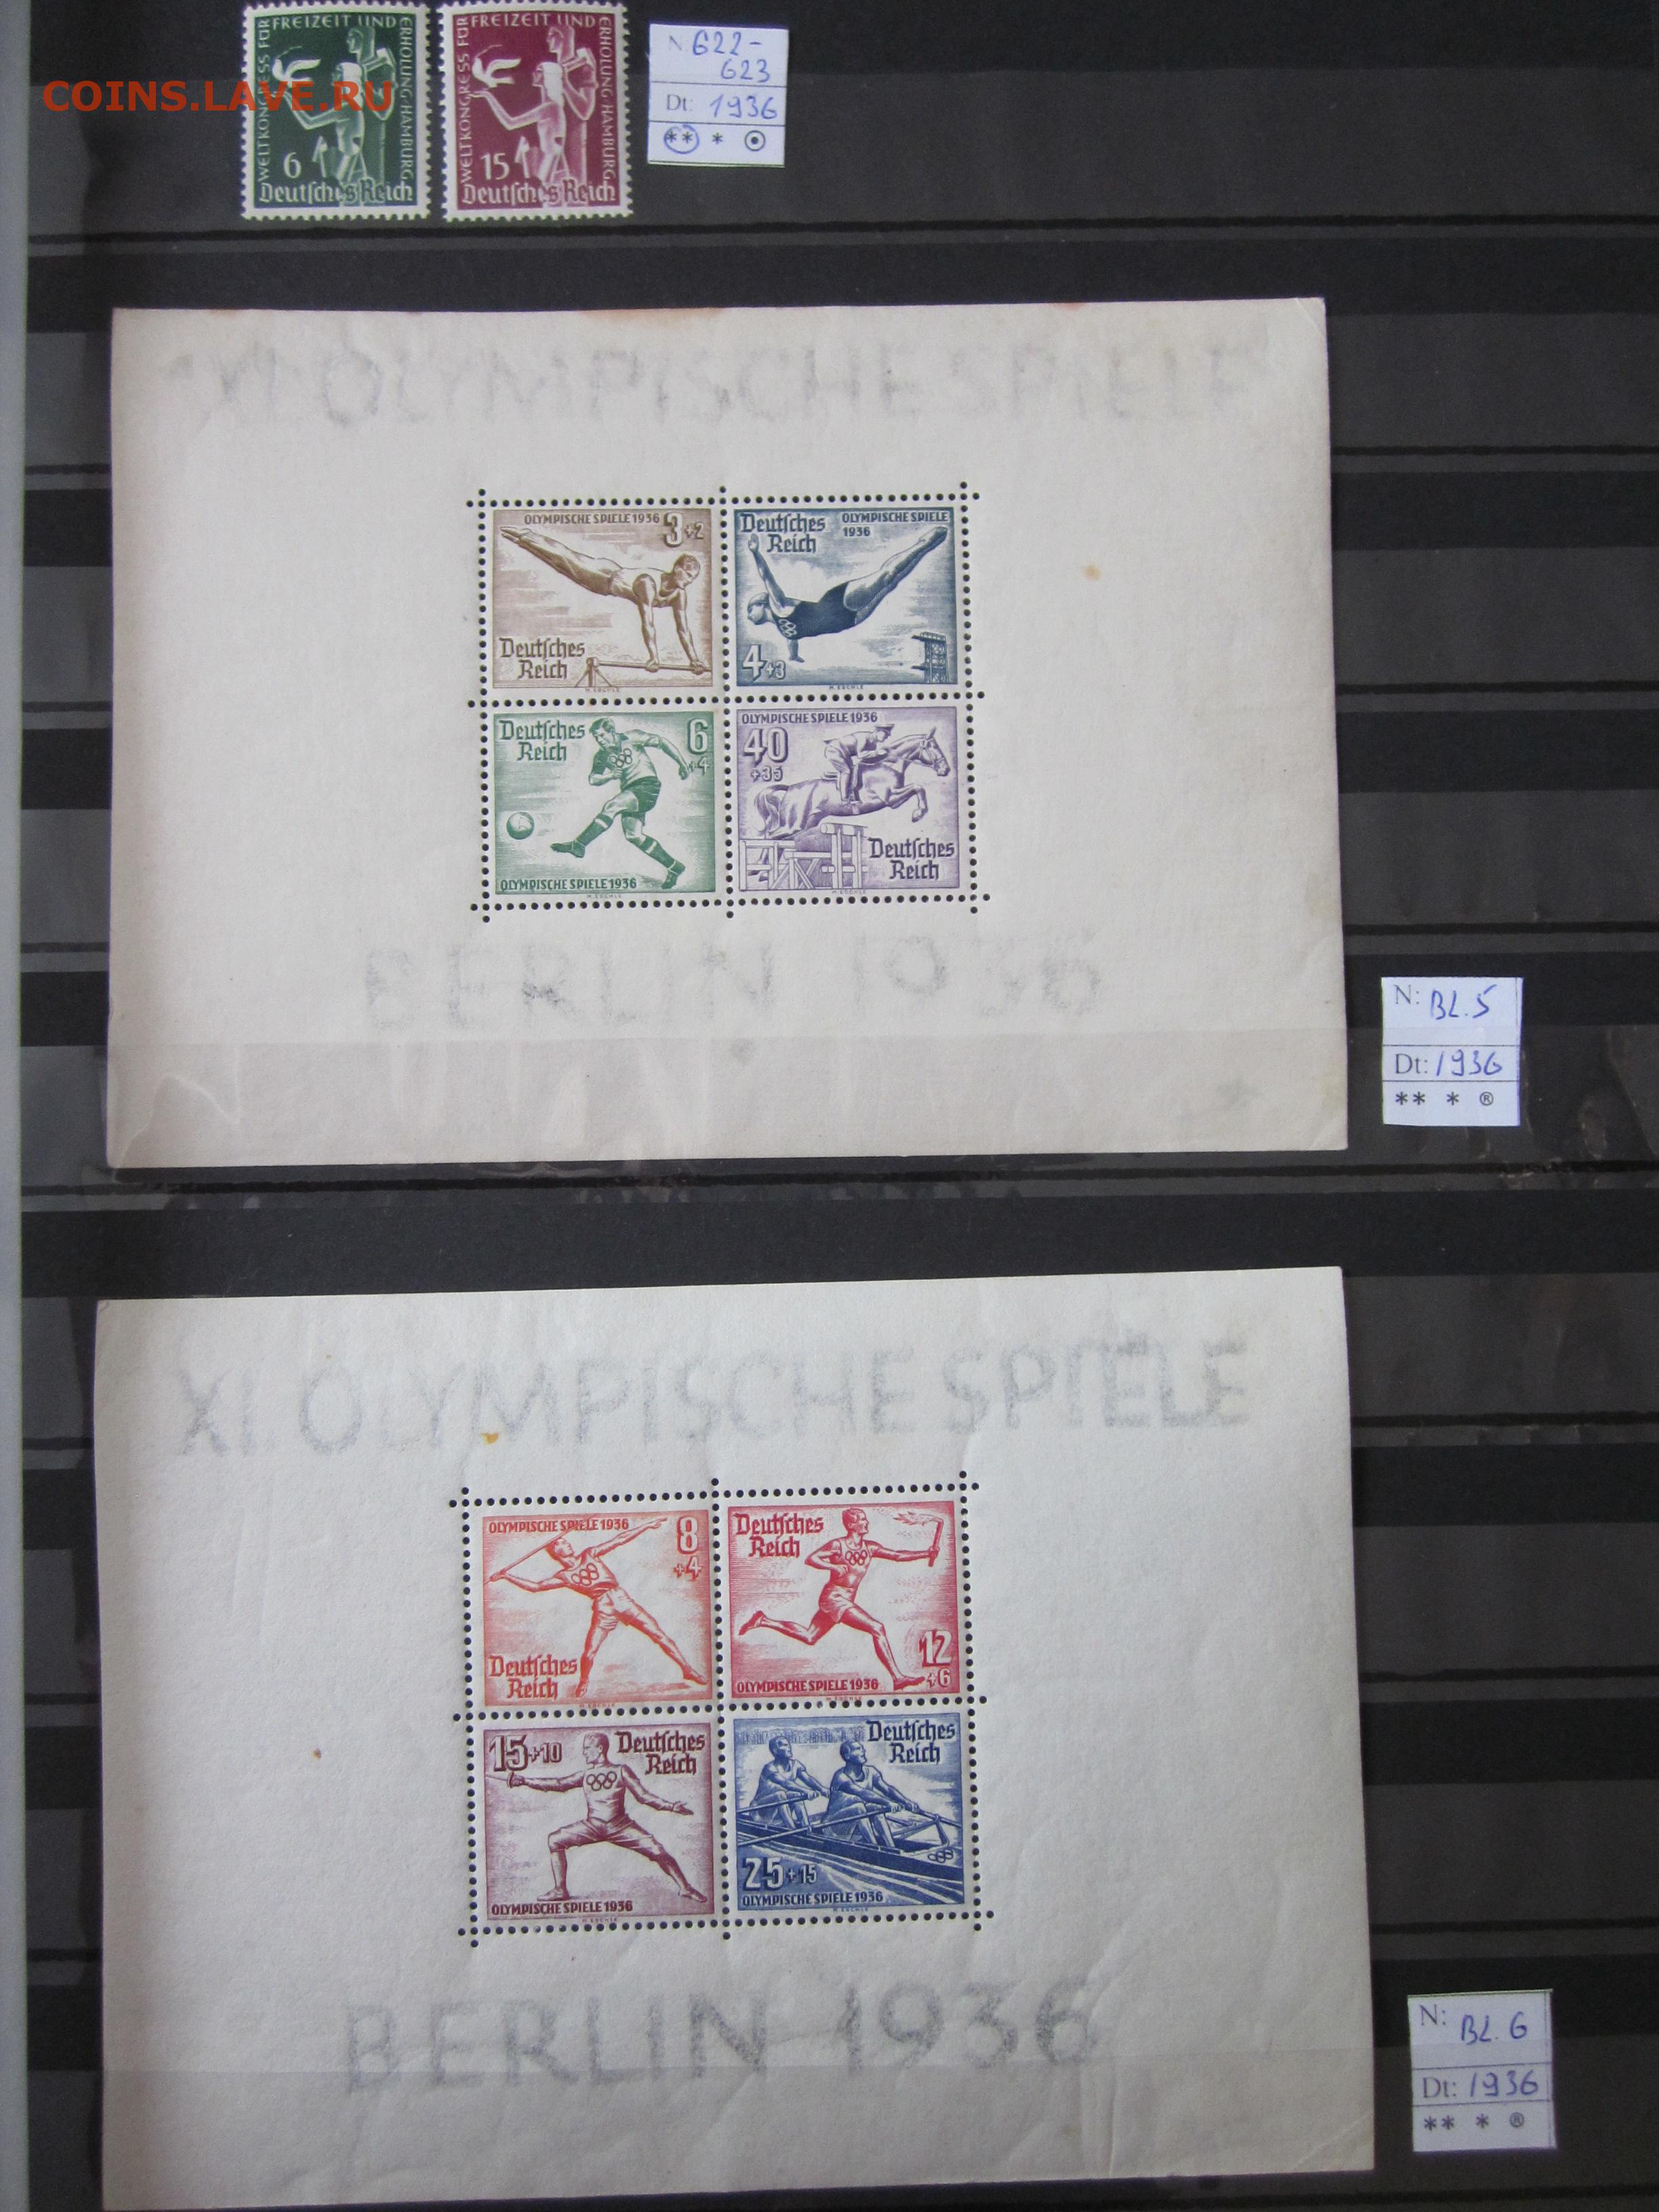 WELTKONGRESS FÜR FREIZEIT UND ERHOLUNG·HAMBURG
6
Deutsches Reich
WELTKONGRESS FÜR FREIZEIT UND ERHOLUNG·HAMBURG
15
Deutsches Reich
COINS.LAVE.RU
N 622-
623
Dt: 1936
** * ⊙
XI. OLYMPISCHE SPIELE
OLYMPISCHE SPIELE 1936 3+2
Deutsches
Reich
H. EBERLE
Deutsches
Reich
OLYMPISCHE SPIELE
1936
4+3
Deutsches
Reich
6
+4
OLYMPISCHE SPIELE 1936
OLYMPISCHE SPIELE 1936
40
+35
Deutsches
Reich
BERLIN 1936
N: BL.5
Dt: 1936
** * ®
XI. OLYMPISCHE SPIELE
OLYMPISCHE SPIELE 1936
8
+4
Deutsches
Reich
Deutsches
Reich
12
+6
OLYMPISCHE SPIELE 1936
15+10
Deutsches
Reich
OLYMPISCHE SPIELE 1936
Deutsches
Reich
25+15
OLYMPISCHE SPIELE 1936
BERLIN 1936
N: BL. 6
Dt: 1936
** * ®